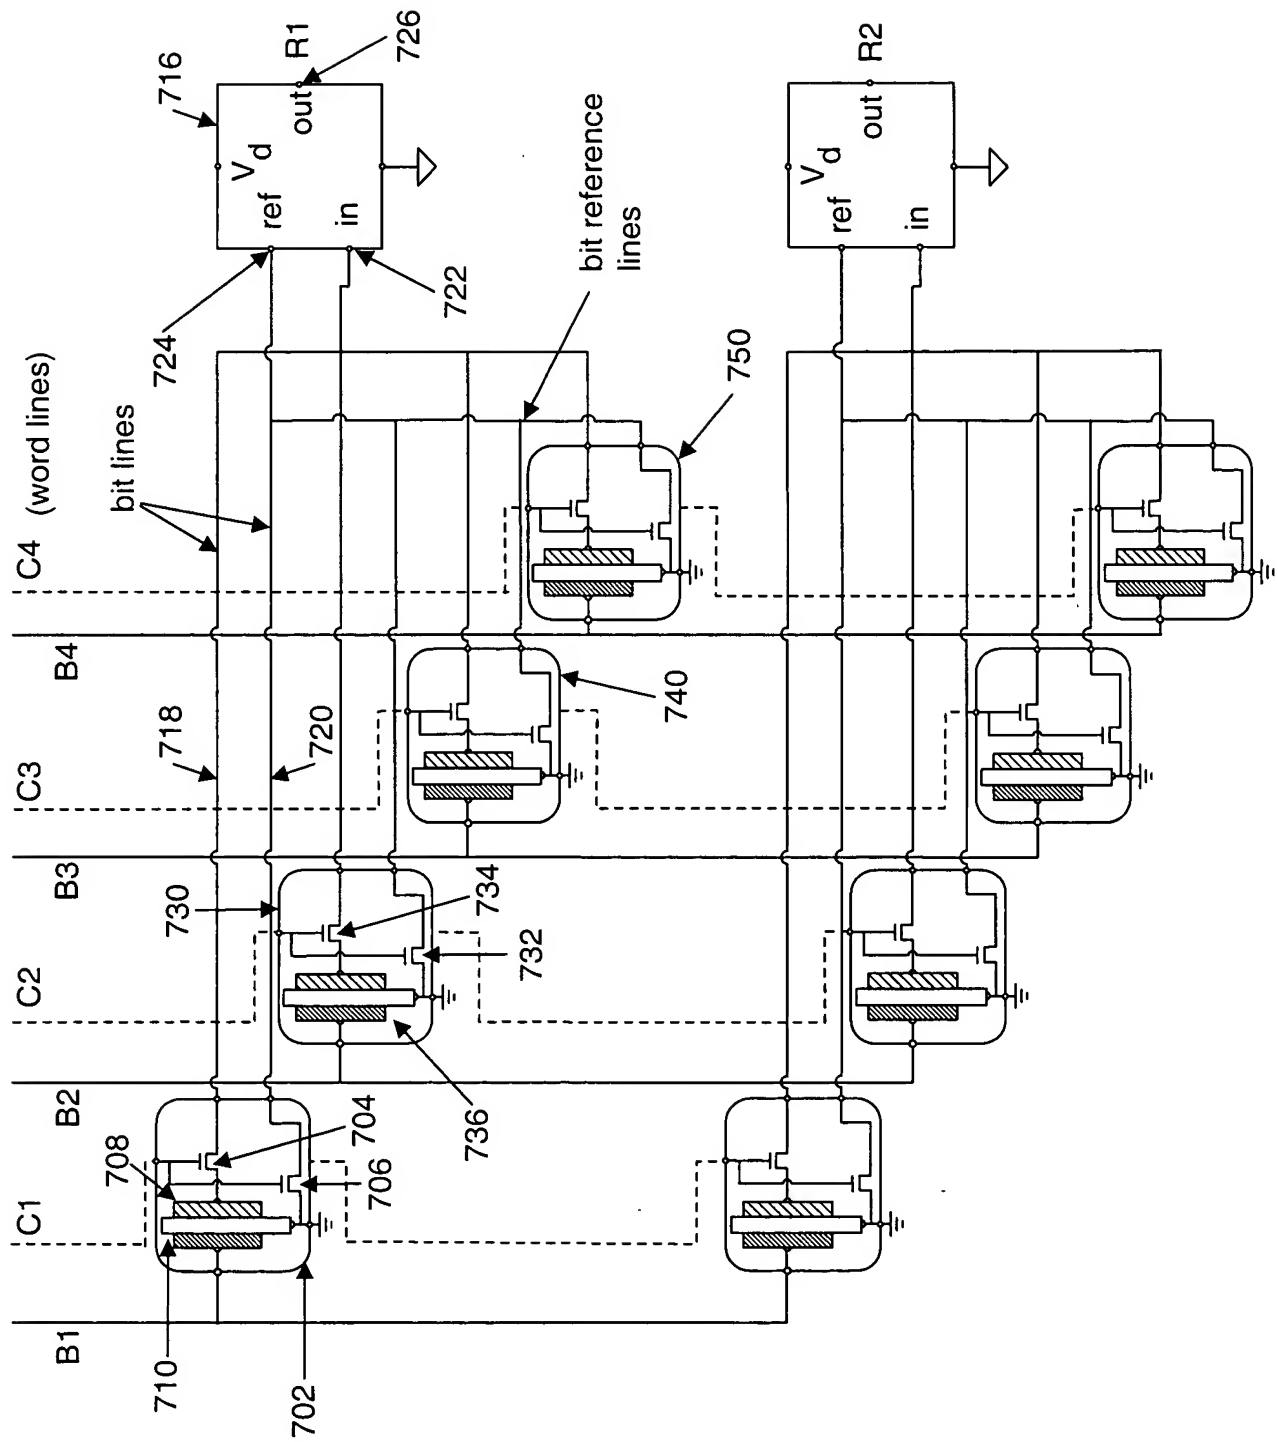 C4 (word lines)
C3
C2
C1
B4
B3
B2
B1
bit lines
bit reference
lines
716
V d
ref
in
out
R1
726
724
722
718
720
750
740
730
734
732
736
708
704
706
710
702
V d
ref
in
out
R2